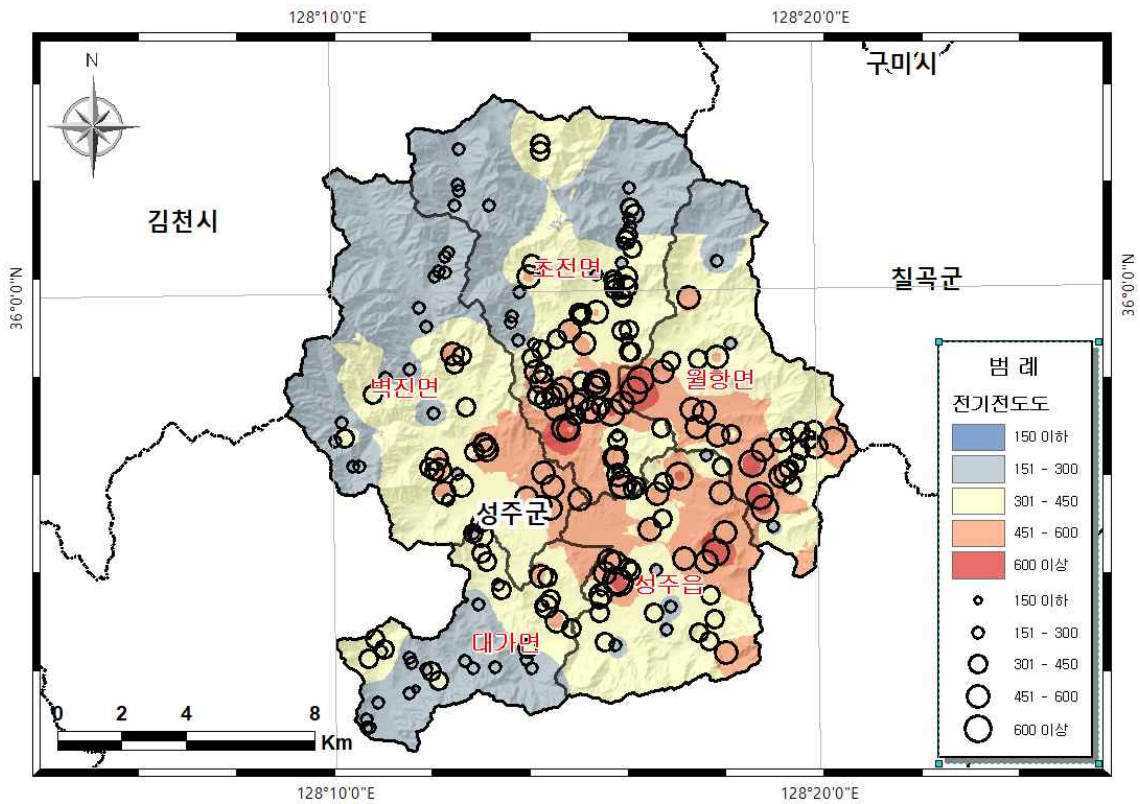 128°10'0"E
128°20'0"E
N
구미시
김천시
36°0'0"N
초전면
칠곡군
36°0'0"N
월항면
벽진면
성주군
성주읍
대가면
범 례
전기전도도
150 이하
151 - 300
301 - 450
451 - 600
600 이상
150 이하
151 - 300
301 - 450
451 - 600
600 이상
0 2 4 8
Km
128°10'0"E
128°20'0"E